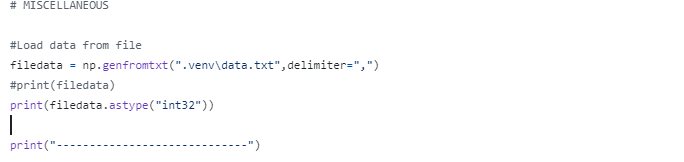 # MISCELLANEOUS
#Load data from file
filedata = np.genfromtxt(".venv\data.txt",delimiter=",")
#print(filedata)
print(filedata.astype("int32"))
print("-----------------------------")